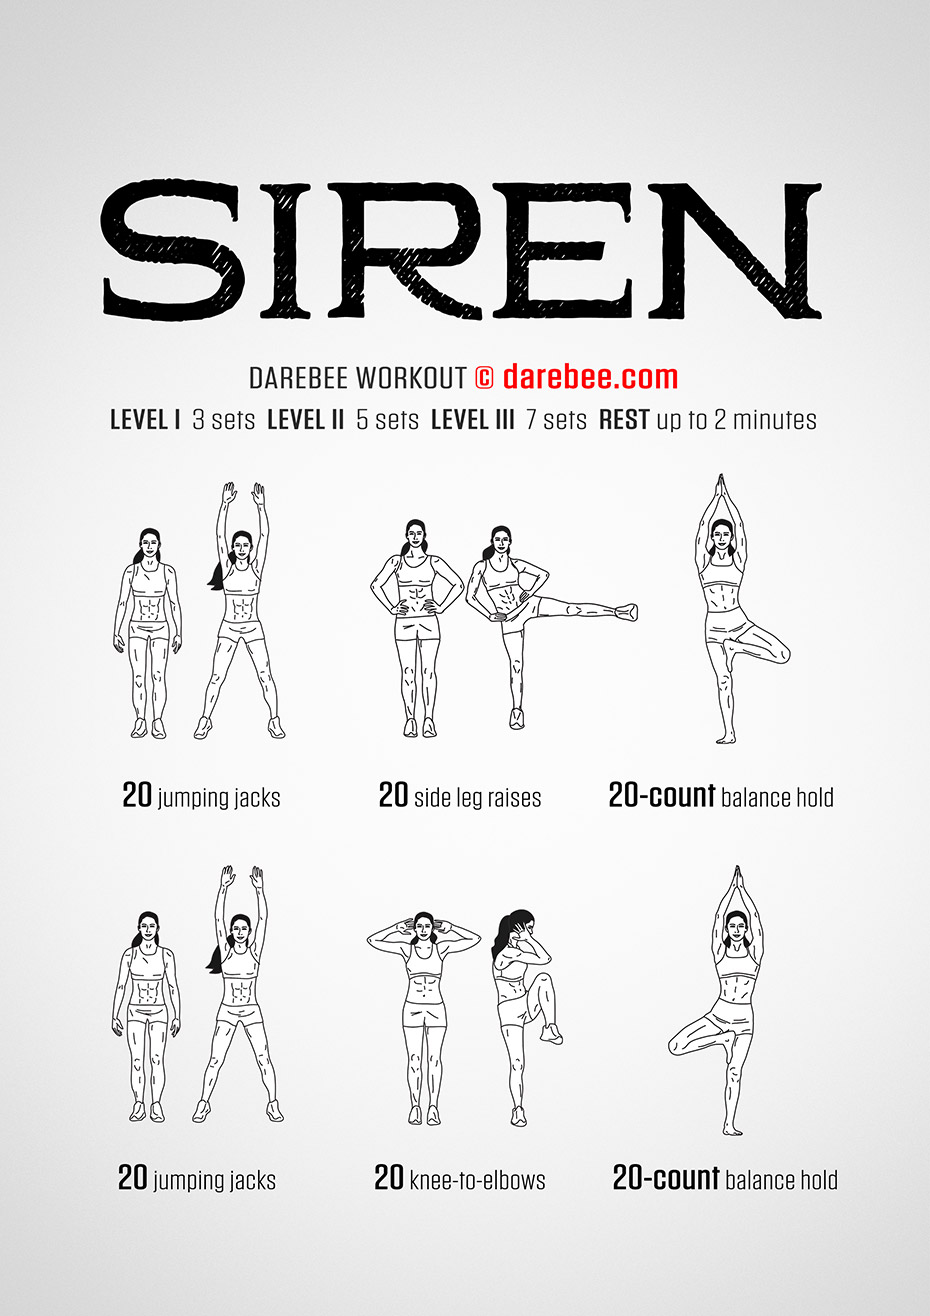 SIREN
DAREBEE WORKOUT © darebee.com
LEVEL I 3 sets LEVEL II 5 sets LEVEL III 7 sets REST up to 2 minutes
20 jumping jacks
20 side leg raises
20-count balance hold
20 jumping jacks
20 knee-to-elbows
20-count balance hold